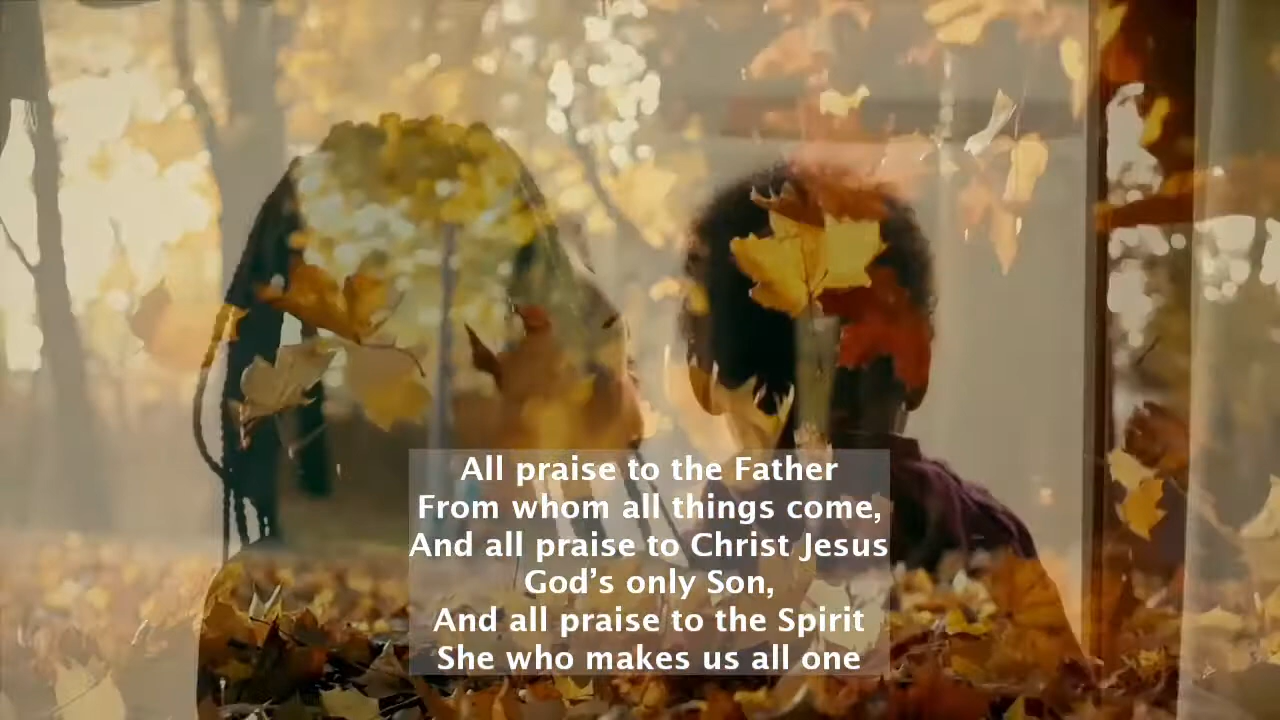 All praise to the Father
From whom all things come,
And all praise to Christ Jesus
God’s only Son,
And all praise to the Spirit
She who makes us all one